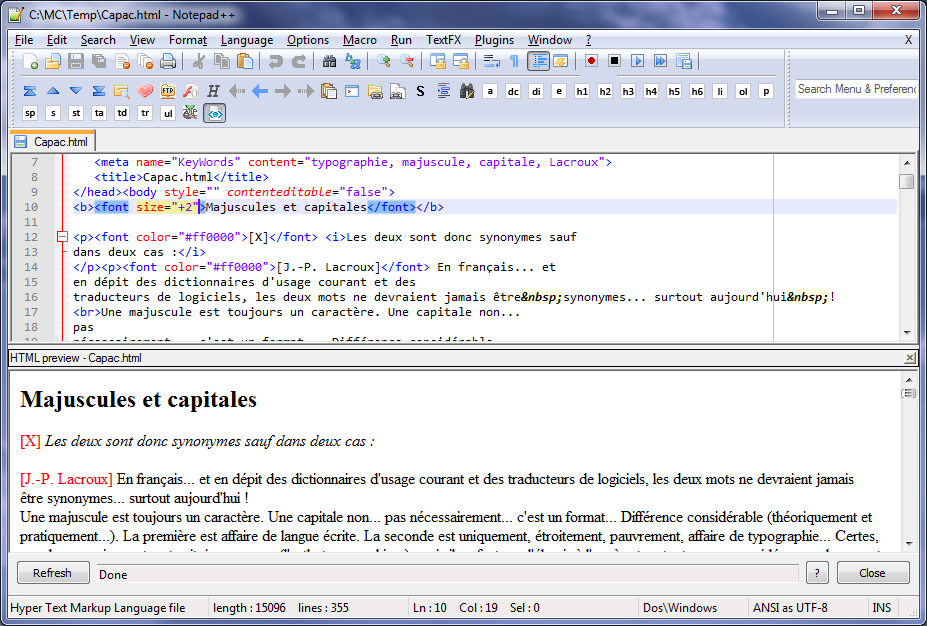 C:\MC\Temp\Capac.html - Notepad++
File Edit Search View Format Language Options Macro Run TextFX Plugins Window ? X
FTP H S a dc di e h1 h2 h3 h4 h5 h6 li ol p
Search Menu & Preferenc
sp s st ta td tr ul
Capac.html
7 <meta name="KeyWords" content="typographie, majuscule, capitale, Lacroux">
8 <title>Capac.html</title>
9 </head><body style="" contenteditable="false">
10 <b><font size="+2">Majuscules et capitales</font></b>
11
12 <p><font color="#ff0000">[X]</font> <i>Les deux sont donc synonymes sauf
13 dans deux cas :</i>
14 </p><p><font color="#ff0000">[J.-P. Lacroux]</font> En français... et
15 en dépit des dictionnaires d'usage courant et des
16 traducteurs de logiciels, les deux mots ne devraient jamais être&nbsp;synonymes... surtout aujourd'hui&nbsp;!
17 <br>Une majuscule est toujours un caractère. Une capitale non...
18 pas
HTML preview - Capac.html
Majuscules et capitales
[X] Les deux sont donc synonymes sauf dans deux cas :
[J.-P. Lacroux] En français... et en dépit des dictionnaires d'usage courant et des traducteurs de logiciels, les deux mots ne devraient jamais
être synonymes... surtout aujourd'hui !
Une majuscule est toujours un caractère. Une capitale non... pas nécessairement... c'est un format... Différence considérable (théoriquement et
pratiquement...). La première est affaire de langue écrite. La seconde est uniquement, étroitement, pauvrement, affaire de typographie... Certes,
Refresh Done ? Close
Hyper Text Markup Language file length : 15096 lines : 355 Ln : 10 Col : 19 Sel : 0 Dos\Windows ANSI as UTF-8 INS